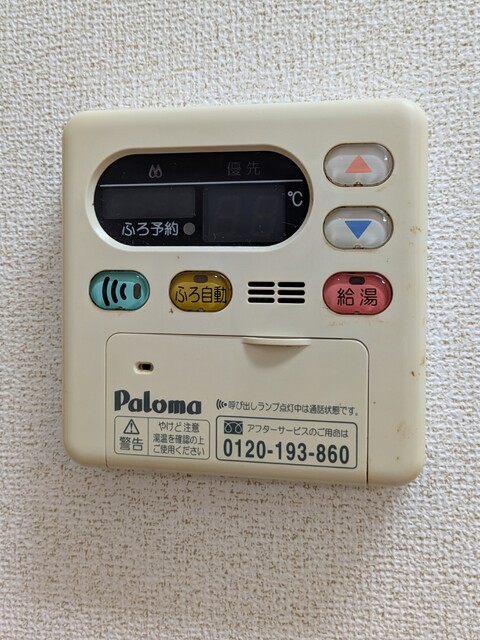 優先
℃
ふろ予約
ふろ自動
給湯
Paloma
呼び出しランプ点灯中は通話状態です。
警告
やけど注意
湯温を確認の上
ご使用ください
アフターサービスのご用命は
0120-193-860